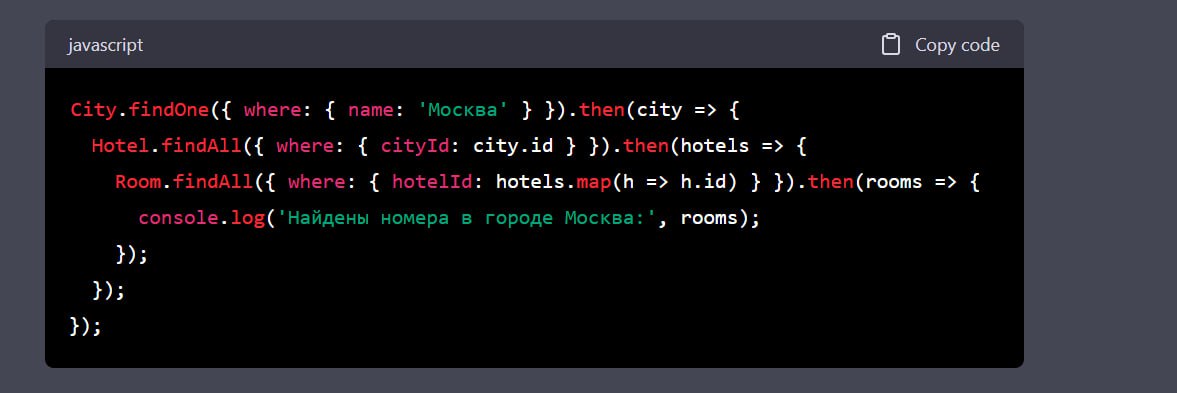 javascript
Copy code
City.findOne({ where: { name: 'Москва' } }).then(city => {
  Hotel.findAll({ where: { cityId: city.id } }).then(hotels => {
    Room.findAll({ where: { hotelId: hotels.map(h => h.id) } }).then(rooms => {
      console.log('Найдены номера в городе Москва:', rooms);
    });
  });
});